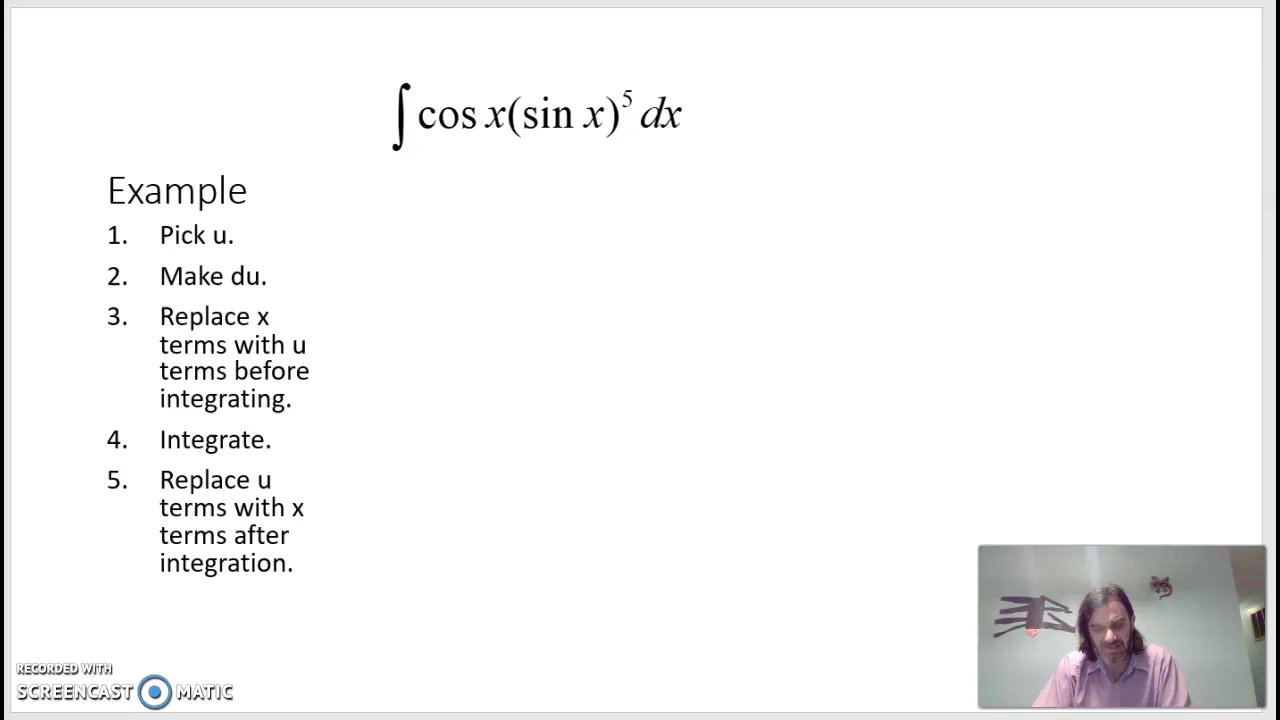 ∫ cos x(sin x)⁵ dx
Example
1. Pick u.
2. Make du.
3. Replace x
terms with u
terms before
integrating.
4. Integrate.
5. Replace u
terms with x
terms after
integration.
RECORDED WITH
SCREENCAST MATIC